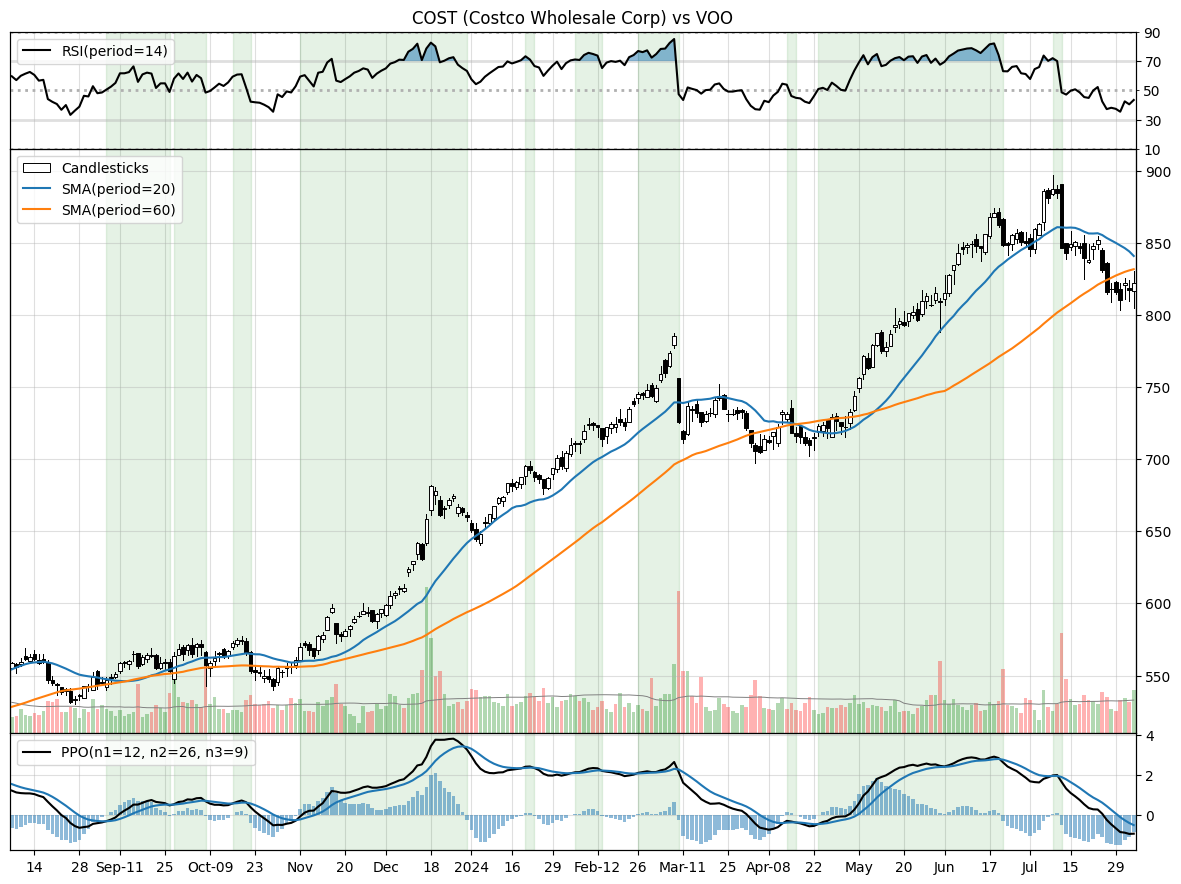 COST (Costco Wholesale Corp) vs VOO
RSI(period=14)
90
70
50
30
10
Candlesticks
SMA(period=20)
SMA(period=60)
900
850
800
750
700
650
600
550
PPO(n1=12, n2=26, n3=9)
4
2
0
14 28 Sep-11 25 Oct-09 23 Nov 20 Dec 18 2024 16 29 Feb-12 26 Mar-11 25 Apr-08 22 May 20 Jun 17 Jul 15 29